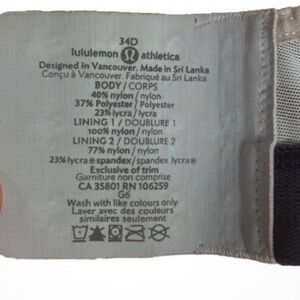 34D
lululemon athletica
Designed in Vancouver. Made in Sri Lanka
Conçu à Vancouver. Fabriqué au Sri Lanka
BODY / CORPS
40% nylon / nylon
37% Polyester / Polyester
23% lycra / lycra
LINING 1 / DOUBLURE 1
100% nylon / nylon
LINING 2 / DOUBLURE 2
77% nylon / nylon
23% lycra®spandex / spandex lycra®
Exclusive of trim
Garniture non comprise
CA 35801 RN 106259
G6
Wash with like colours only
Laver avec des couleurs
similaires seulement